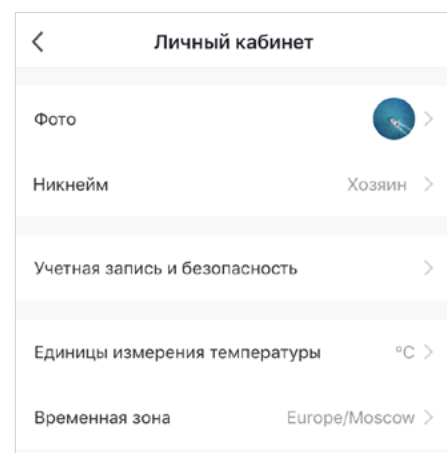 Личный кабинет
Фото
Никнейм Хозяин
Учетная запись и безопасность
Единицы измерения температуры °C
Временная зона Europe/Moscow